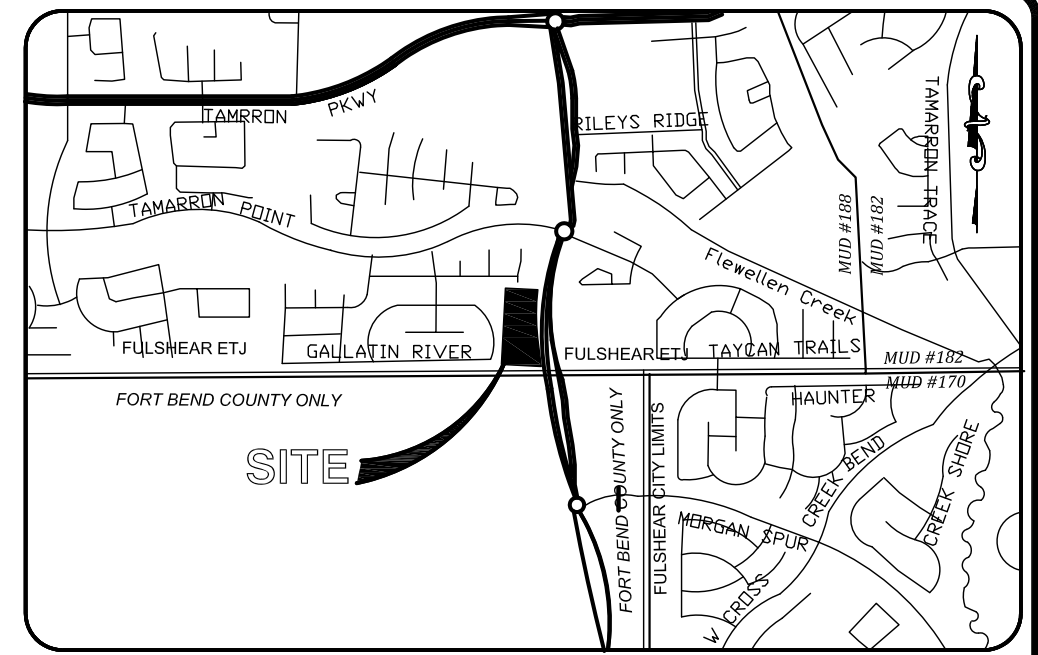 TAMRRON
PKWY
RILEYS RIDGE
TAMARRON TRACE
TAMARRON POINT
MUD #188
MUD #182
Flewellen Creek
FULSHEAR ETJ
GALLATIN RIVER
FULSHEAR ETJ
TAYCAN TRAILS
MUD #182
MUD #170
FORT BEND COUNTY ONLY
HAUNTER
SITE
FORT BEND COUNTY ONLY
FULSHEAR CITY LIMITS
CREEK BEND
CREEK SHORE
MORGAN SPUR
W CROSS